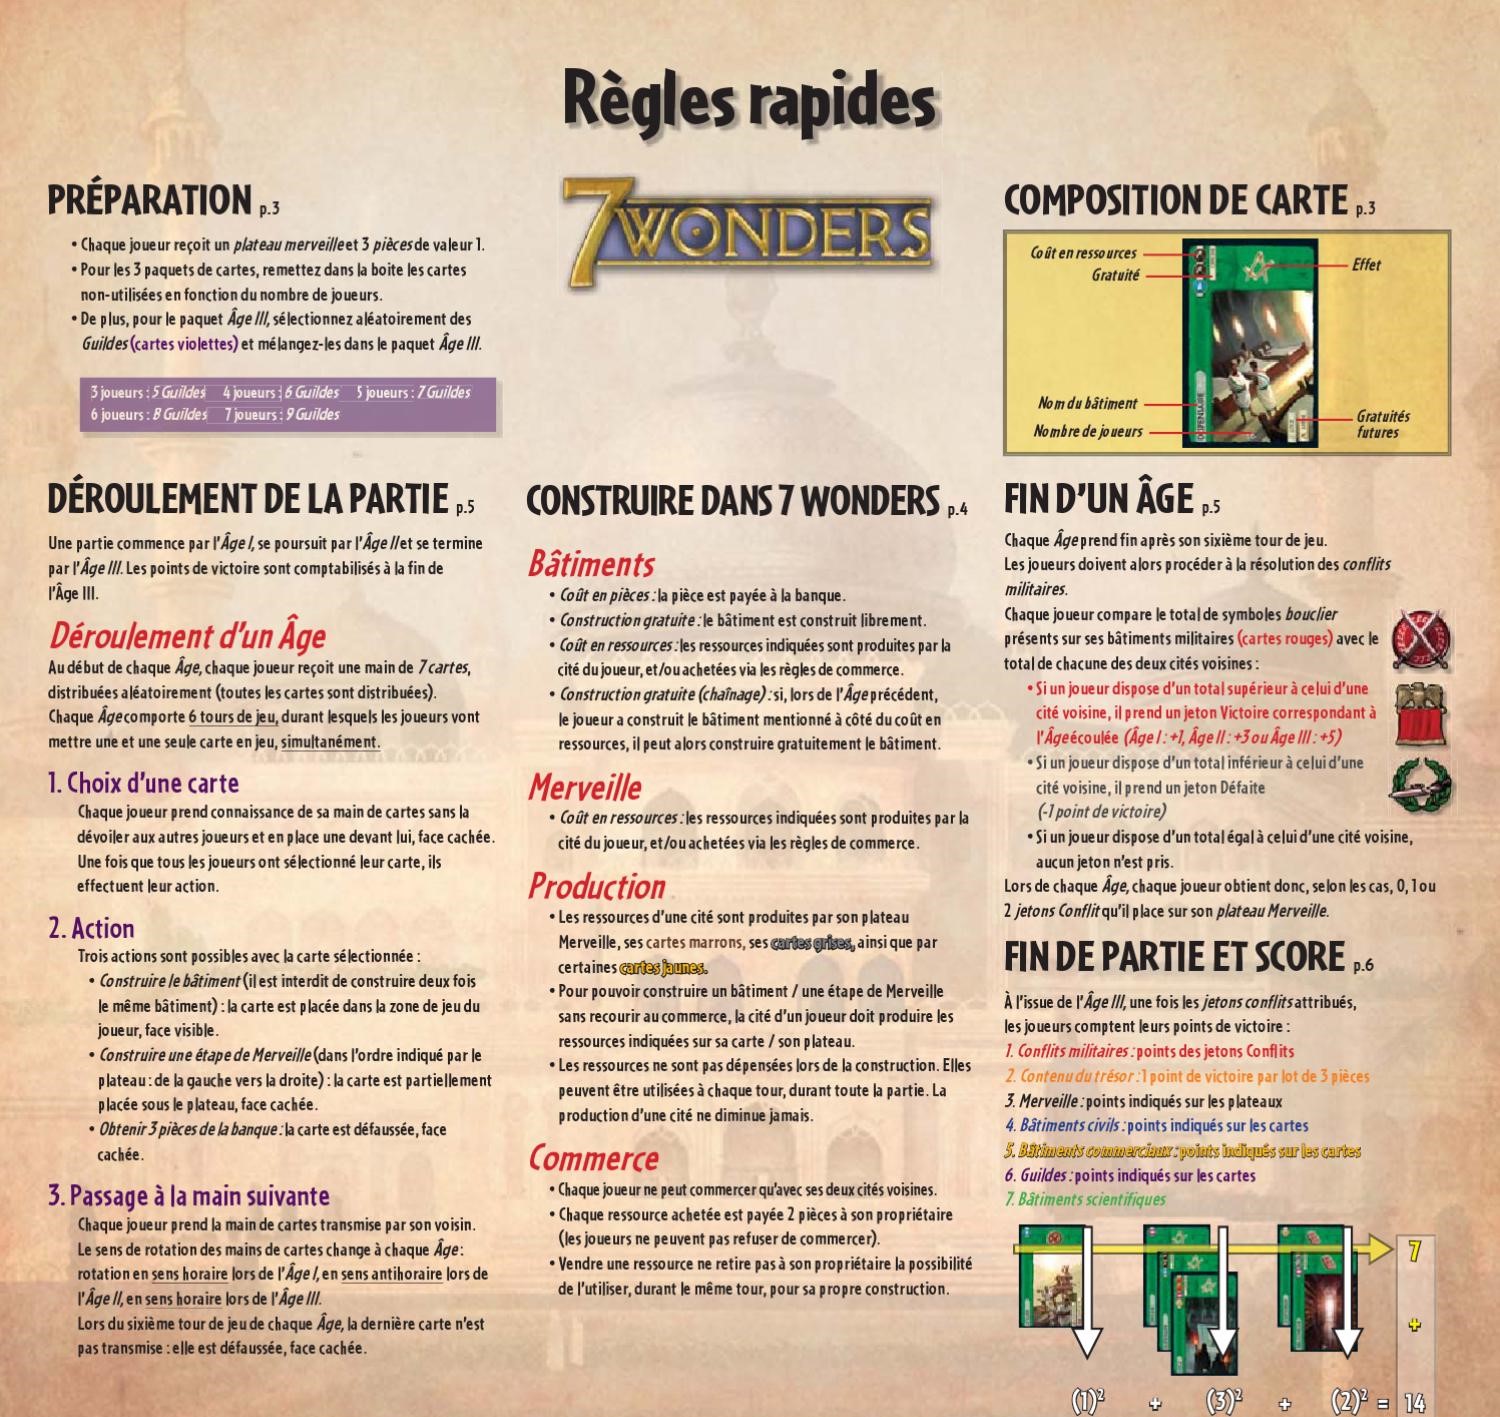 Règles rapides
7 WONDERS
PRÉPARATION p.3
• Chaque joueur reçoit un plateau merveille et 3 pièces de valeur 1.
• Pour les 3 paquets de cartes, remettez dans la boite les cartes
non-utilisées en fonction du nombre de joueurs.
• De plus, pour le paquet Âge III, sélectionnez aléatoirement des
Guildes (cartes violettes) et mélangez-les dans le paquet Âge III.
3 joueurs : 5 Guildes 4 joueurs : 6 Guildes 5 joueurs : 7 Guildes
6 joueurs : 8 Guildes 7 joueurs : 9 Guildes
COMPOSITION DE CARTE p.3
Coût en ressources
Gratuité
Effet
Nom du bâtiment
Nombre de joueurs
Gratuités
futures
DÉROULEMENT DE LA PARTIE p.5
Une partie commence par l'Âge I, se poursuit par l'Âge II et se termine
par l'Âge III. Les points de victoire sont comptabilisés à la fin de
l'Âge III.
Déroulement d'un Âge
Au début de chaque Âge, chaque joueur reçoit une main de 7 cartes,
distribuées aléatoirement (toutes les cartes sont distribuées).
Chaque Âge comporte 6 tours de jeu, durant lesquels les joueurs vont
mettre une et une seule carte en jeu, simultanément.
1. Choix d'une carte
Chaque joueur prend connaissance de sa main de cartes sans la
dévoiler aux autres joueurs et en place une devant lui, face cachée.
Une fois que tous les joueurs ont sélectionné leur carte, ils
effectuent leur action.
2. Action
Trois actions sont possibles avec la carte sélectionnée :
• Construire le bâtiment (il est interdit de construire deux fois
le même bâtiment) : la carte est placée dans la zone de jeu du
joueur, face visible.
• Construire une étape de Merveille (dans l'ordre indiqué par le
plateau : de la gauche vers la droite) : la carte est partiellement
placée sous le plateau, face cachée.
• Obtenir 3 pièces de la banque : la carte est défaussée, face
cachée.
3. Passage à la main suivante
Chaque joueur prend la main de cartes transmise par son voisin.
Le sens de rotation des mains de cartes change à chaque Âge :
rotation en sens horaire lors de l'Âge I, en sens antihoraire lors de
l'Âge II, en sens horaire lors de l'Âge III.
Lors du sixième tour de jeu de chaque Âge, la dernière carte n'est
pas transmise : elle est défaussée, face cachée.
CONSTRUIRE DANS 7 WONDERS p.4
Bâtiments
• Coût en pièces : la pièce est payée à la banque.
• Construction gratuite : le bâtiment est construit librement.
• Coût en ressources : les ressources indiquées sont produites par la
cité du joueur, et/ou achetées via les règles de commerce.
• Construction gratuite (chaînage) : si, lors de l'Âge précédent,
le joueur a construit le bâtiment mentionné à côté du coût en
ressources, il peut alors construire gratuitement le bâtiment.
Merveille
• Coût en ressources : les ressources indiquées sont produites par la
cité du joueur, et/ou achetées via les règles de commerce.
Production
• Les ressources d'une cité sont produites par son plateau
Merveille, ses cartes marrons, ses cartes grises, ainsi que par
certaines cartes jaunes.
• Pour pouvoir construire un bâtiment / une étape de Merveille
sans recourir au commerce, la cité d'un joueur doit produire les
ressources indiquées sur sa carte / son plateau.
• Les ressources ne sont pas dépensées lors de la construction. Elles
peuvent être utilisées à chaque tour, durant toute la partie. La
production d'une cité ne diminue jamais.
Commerce
• Chaque joueur ne peut commercer qu'avec ses deux cités voisines.
• Chaque ressource achetée est payée 2 pièces à son propriétaire
(les joueurs ne peuvent pas refuser de commercer).
• Vendre une ressource ne retire pas à son propriétaire la possibilité
de l'utiliser, durant le même tour, pour sa propre construction.
FIN D'UN ÂGE p.5
Chaque Âge prend fin après son sixième tour de jeu.
Les joueurs doivent alors procéder à la résolution des conflits
militaires.
Chaque joueur compare le total de symboles bouclier
présents sur ses bâtiments militaires (cartes rouges) avec le
total de chacune des deux cités voisines :
• Si un joueur dispose d'un total supérieur à celui d'une
cité voisine, il prend un jeton Victoire correspondant à
l'Âge écoulée (Âge I : +1, Âge II : +3 ou Âge III : +5)
• Si un joueur dispose d'un total inférieur à celui d'une
cité voisine, il prend un jeton Défaite
(-1 point de victoire)
• Si un joueur dispose d'un total égal à celui d'une cité voisine,
aucun jeton n'est pris.
Lors de chaque Âge, chaque joueur obtient donc, selon les cas, 0, 1 ou
2 jetons Conflit qu'il place sur son plateau Merveille.
FIN DE PARTIE ET SCORE p.6
À l'issue de l'Âge III, une fois les jetons conflits attribués,
les joueurs comptent leurs points de victoire :
1. Conflits militaires : points des jetons Conflits
2. Contenu du trésor : 1 point de victoire par lot de 3 pièces
3. Merveille : points indiqués sur les plateaux
4. Bâtiments civils : points indiqués sur les cartes
5. Bâtiments commerciaux : points indiqués sur les cartes
6. Guildes : points indiqués sur les cartes
7. Bâtiments scientifiques
7
+
(1)² + (3)² + (2)² = 14